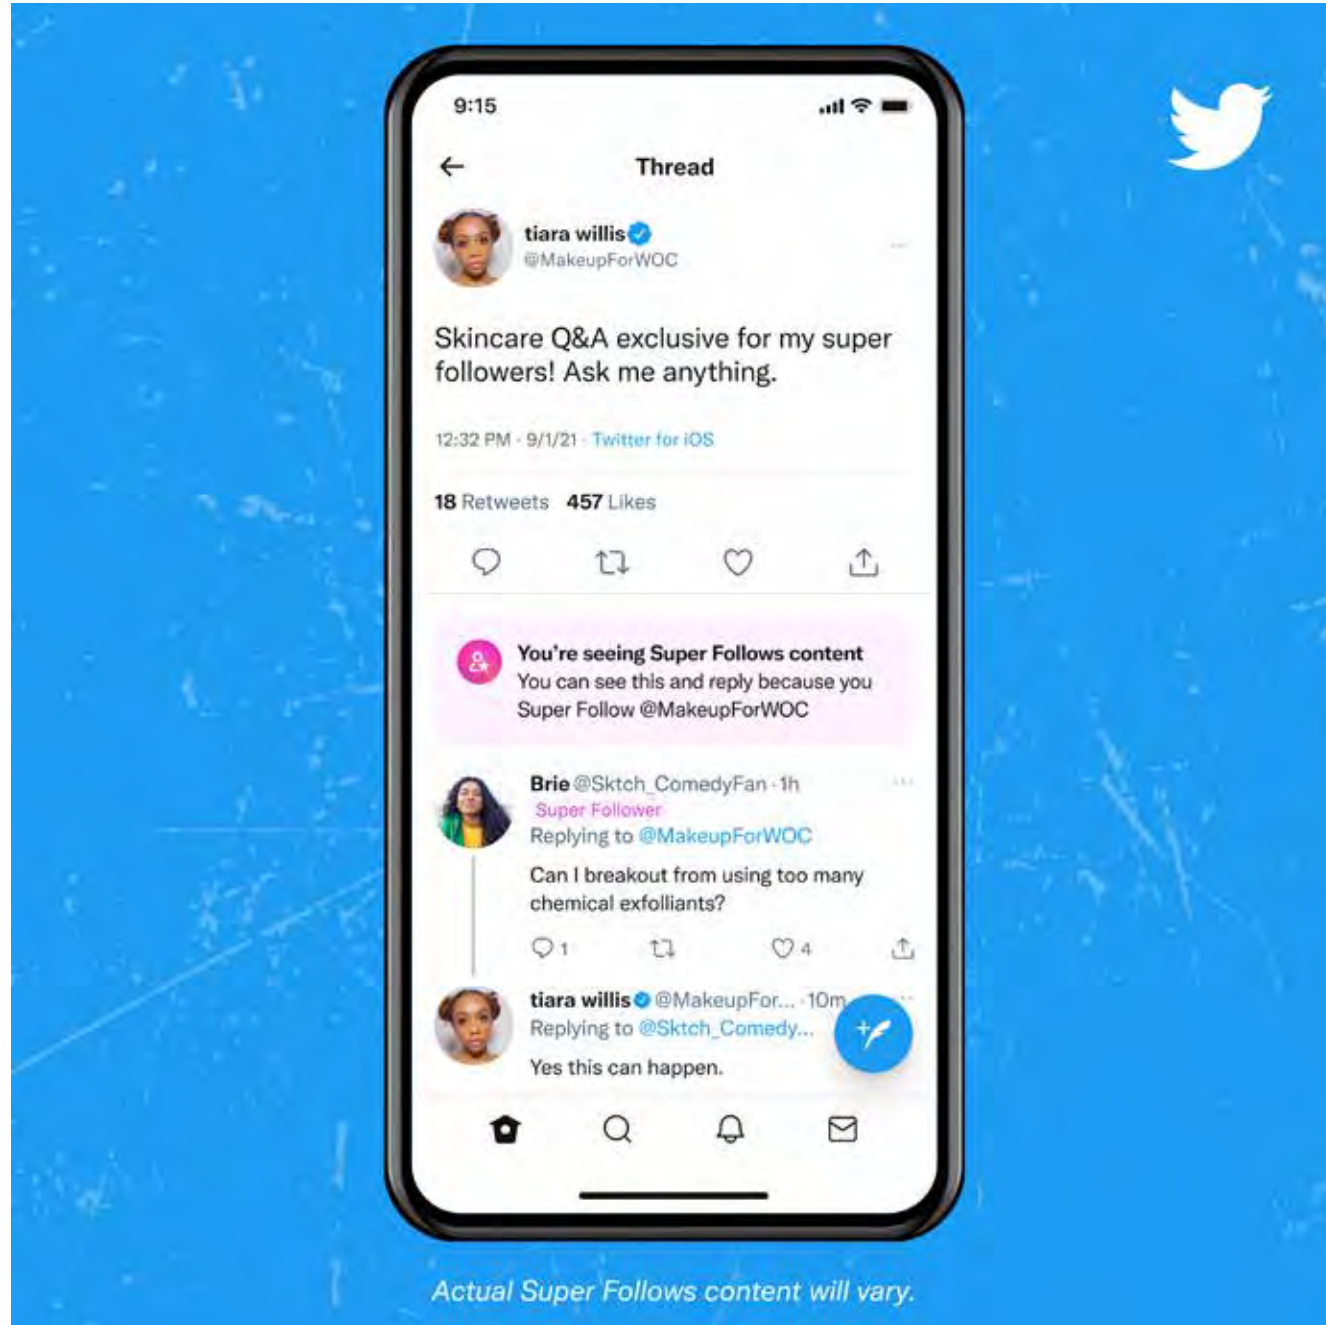 9:15
Thread
tiara willis
@MakeupForWOC
Skincare Q&A exclusive for my super
followers! Ask me anything.
12:32 PM · 9/1/21 · Twitter for iOS
18 Retweets 457 Likes
You're seeing Super Follows content
You can see this and reply because you
Super Follow @MakeupForWOC
Brie @Sktch_ComedyFan · 1h
Super Follower
Replying to @MakeupForWOC
Can I breakout from using too many
chemical exfolliants?
1 4
tiara willis @MakeupFor... · 10m
Replying to @Sktch_Comedy...
Yes this can happen.
Actual Super Follows content will vary.